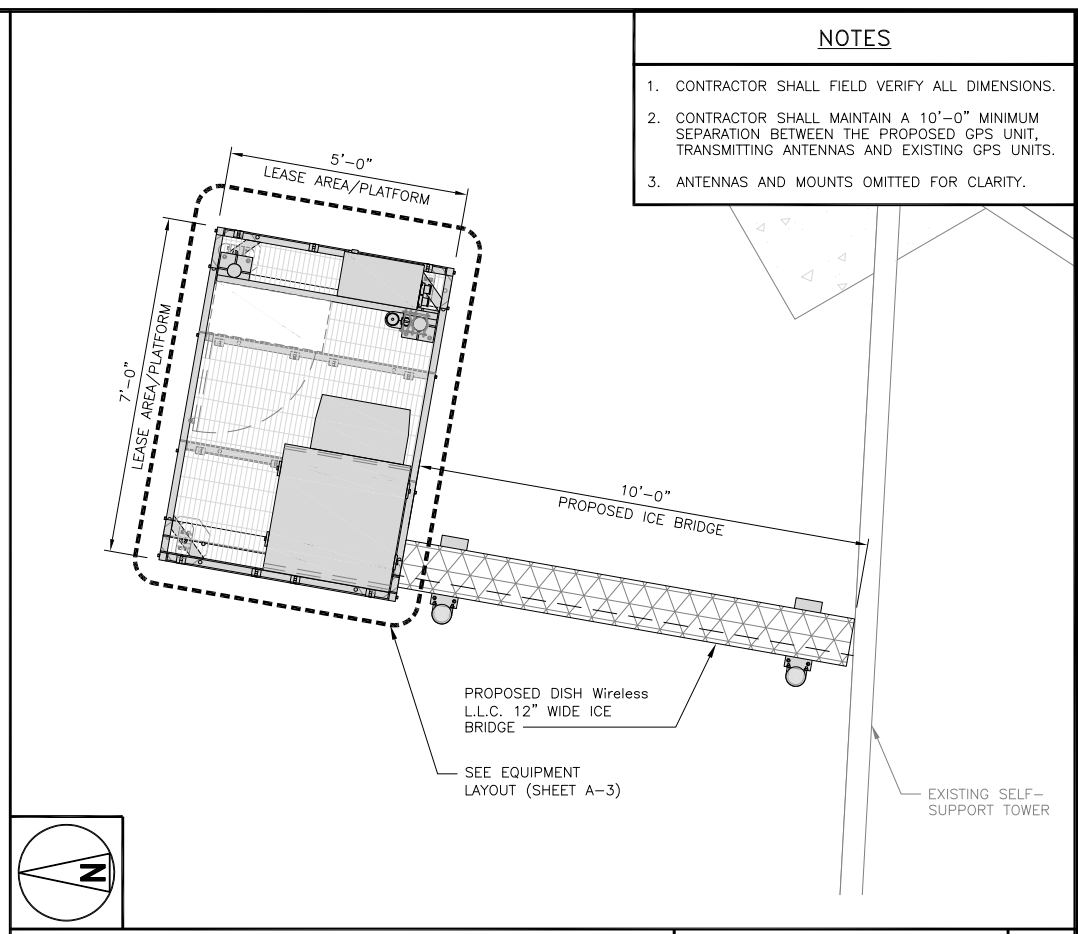 NOTES
1. CONTRACTOR SHALL FIELD VERIFY ALL DIMENSIONS.
2. CONTRACTOR SHALL MAINTAIN A 10'-0" MINIMUM
SEPARATION BETWEEN THE PROPOSED GPS UNIT,
TRANSMITTING ANTENNAS AND EXISTING GPS UNITS.
3. ANTENNAS AND MOUNTS OMITTED FOR CLARITY.
5'-0"
LEASE AREA/PLATFORM
7'-0"
LEASE AREA/PLATFORM
10'-0"
PROPOSED ICE BRIDGE
PROPOSED DISH Wireless
L.L.C. 12" WIDE ICE
BRIDGE
SEE EQUIPMENT
LAYOUT (SHEET A-3)
EXISTING SELF-
SUPPORT TOWER
N